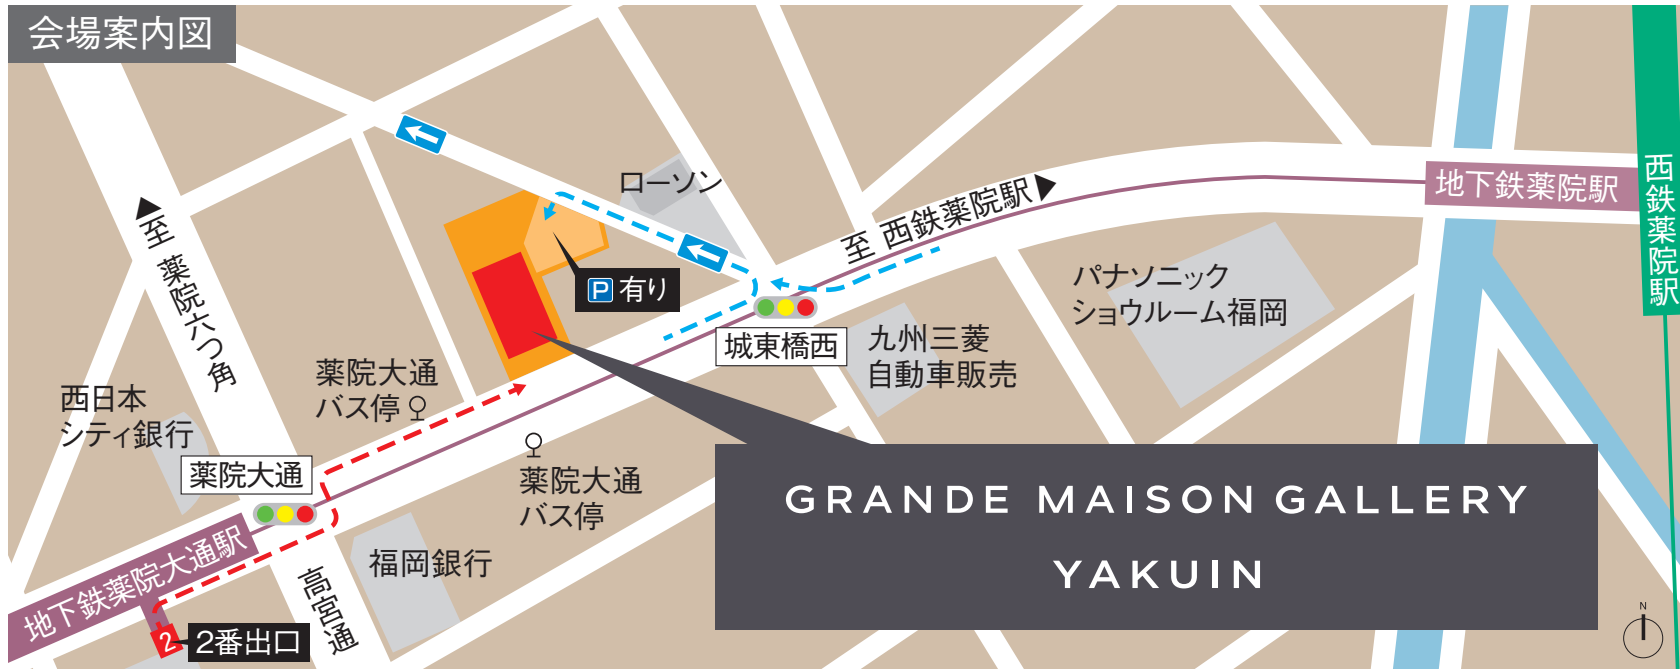 会場案内図
ローソン
至 西鉄薬院駅▶
地下鉄薬院駅
西鉄薬院駅
▲至 薬院六つ角
P 有り
パナソニック
ショウルーム福岡
城東橋西
九州三菱
自動車販売
薬院大通
バス停
西日本
シティ銀行
薬院大通
薬院大通
バス停
GRANDE MAISON GALLERY
YAKUIN
地下鉄薬院大通駅
福岡銀行
高宮通
2
2番出口
N